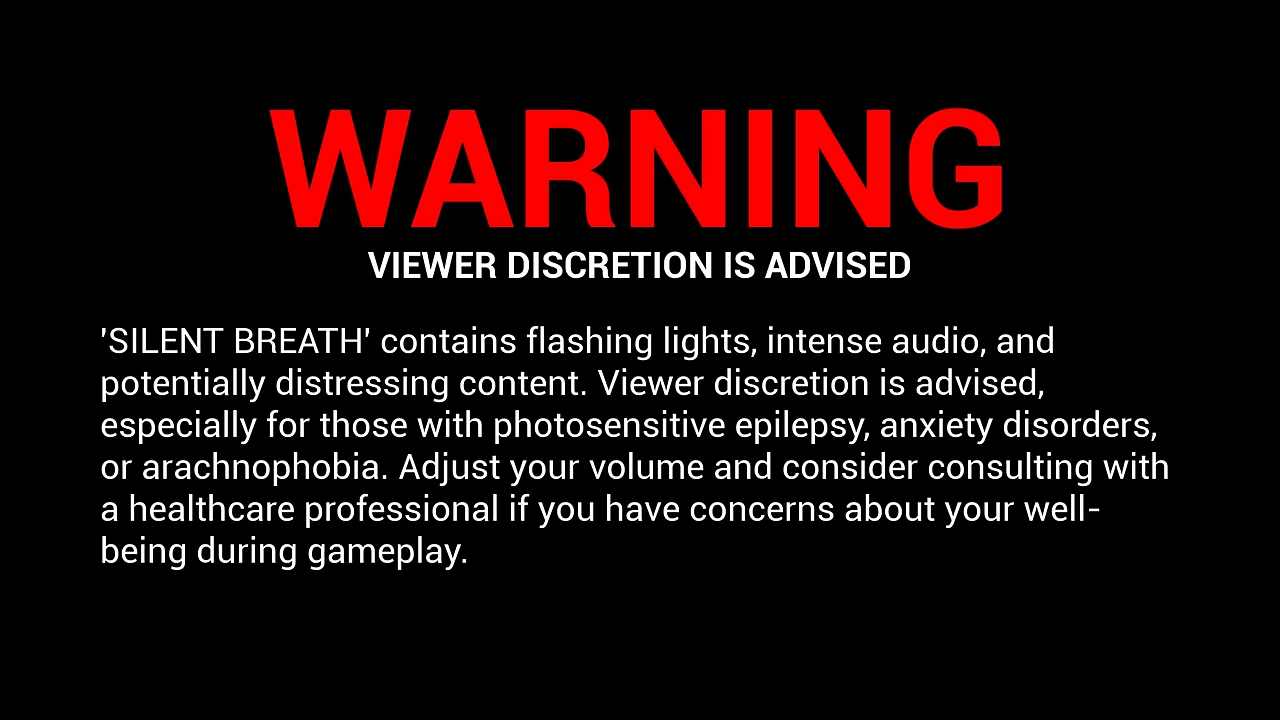 WARNING
VIEWER DISCRETION IS ADVISED
'SILENT BREATH' contains flashing lights, intense audio, and
potentially distressing content. Viewer discretion is advised,
especially for those with photosensitive epilepsy, anxiety disorders,
or arachnophobia. Adjust your volume and consider consulting with
a healthcare professional if you have concerns about your well-
being during gameplay.